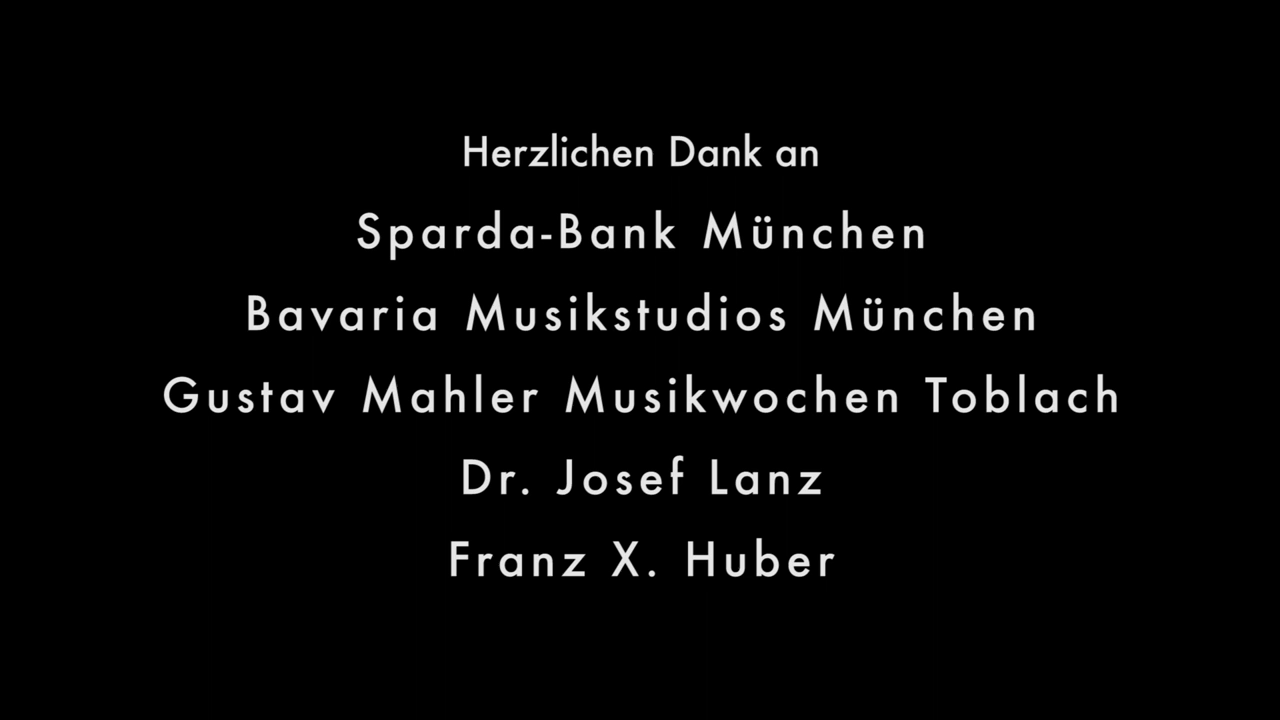 Herzlichen Dank an
Sparda-Bank München
Bavaria Musikstudios München
Gustav Mahler Musikwochen Toblach
Dr. Josef Lanz
Franz X. Huber